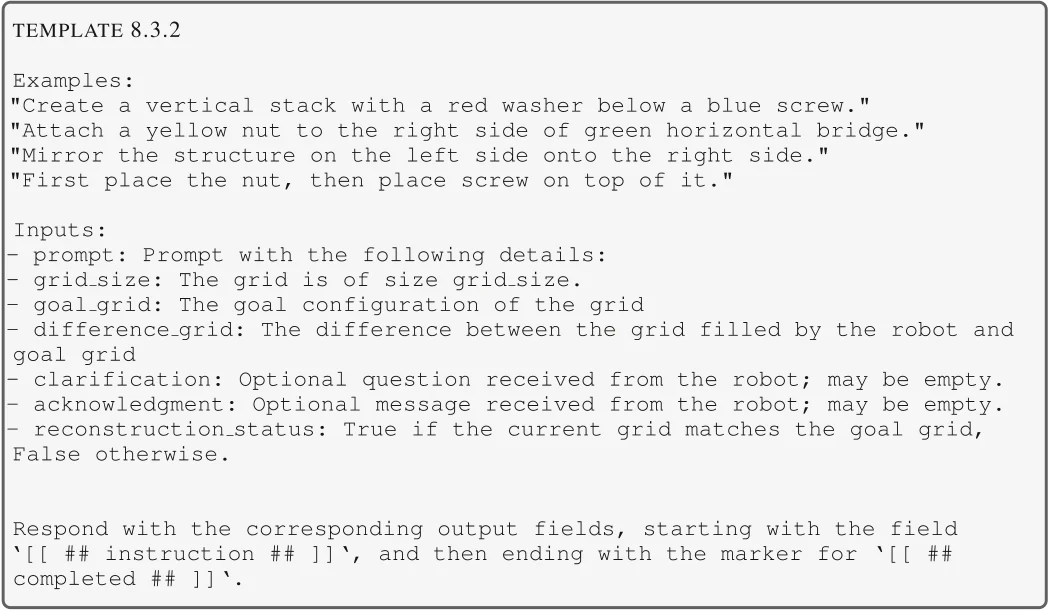 TEMPLATE 8.3.2
Examples:
"Create a vertical stack with a red washer below a blue screw."
"Attach a yellow nut to the right side of green horizontal bridge."
"Mirror the structure on the left side onto the right side."
"First place the nut, then place screw on top of it."
Inputs:
- prompt: Prompt with the following details:
- grid_size: The grid is of size grid_size.
- goal_grid: The goal configuration of the grid
- difference_grid: The difference between the grid filled by the robot and
goal grid
- clarification: Optional question received from the robot; may be empty.
- acknowledgment: Optional message received from the robot; may be empty.
- reconstruction_status: True if the current grid matches the goal grid,
False otherwise.
Respond with the corresponding output fields, starting with the field
‘[[ ## instruction ## ]]‘, and then ending with the marker for ‘[[ ##
completed ## ]]‘.